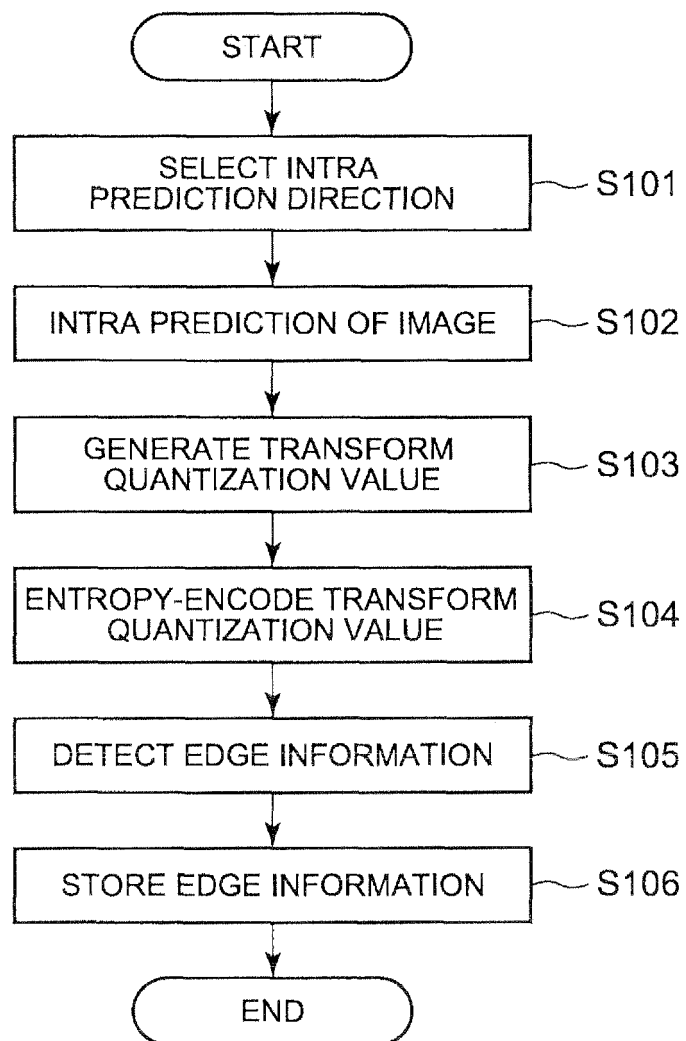 START
SELECT INTRA
PREDICTION DIRECTION
S101
INTRA PREDICTION OF IMAGE
S102
GENERATE TRANSFORM
QUANTIZATION VALUE
S103
ENTROPY-ENCODE TRANSFORM
QUANTIZATION VALUE
S104
DETECT EDGE INFORMATION
S105
STORE EDGE INFORMATION
S106
END